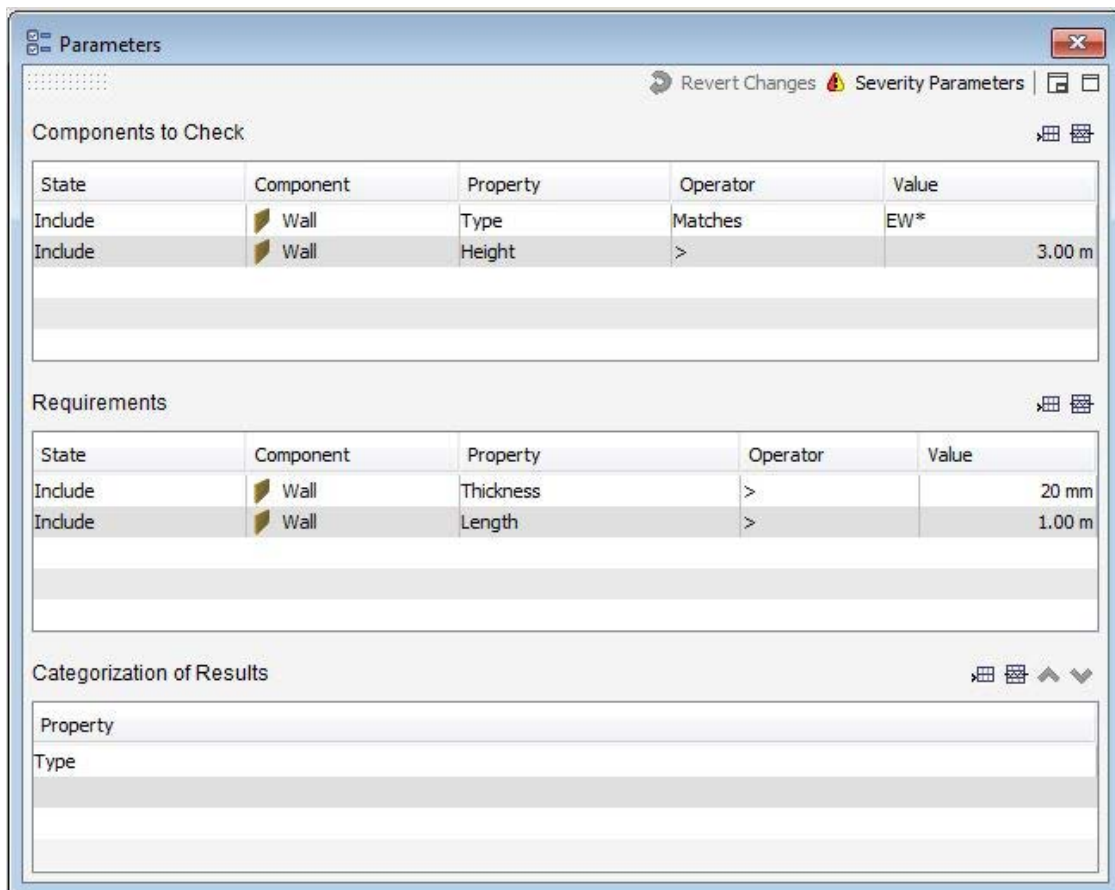 Parameters
Revert Changes Severity Parameters
Components to Check
State Component Property Operator Value
Include Wall Type Matches EW*
Include Wall Height > 3.00 m
Requirements
State Component Property Operator Value
Include Wall Thickness > 20 mm
Include Wall Length > 1.00 m
Categorization of Results
Property
Type